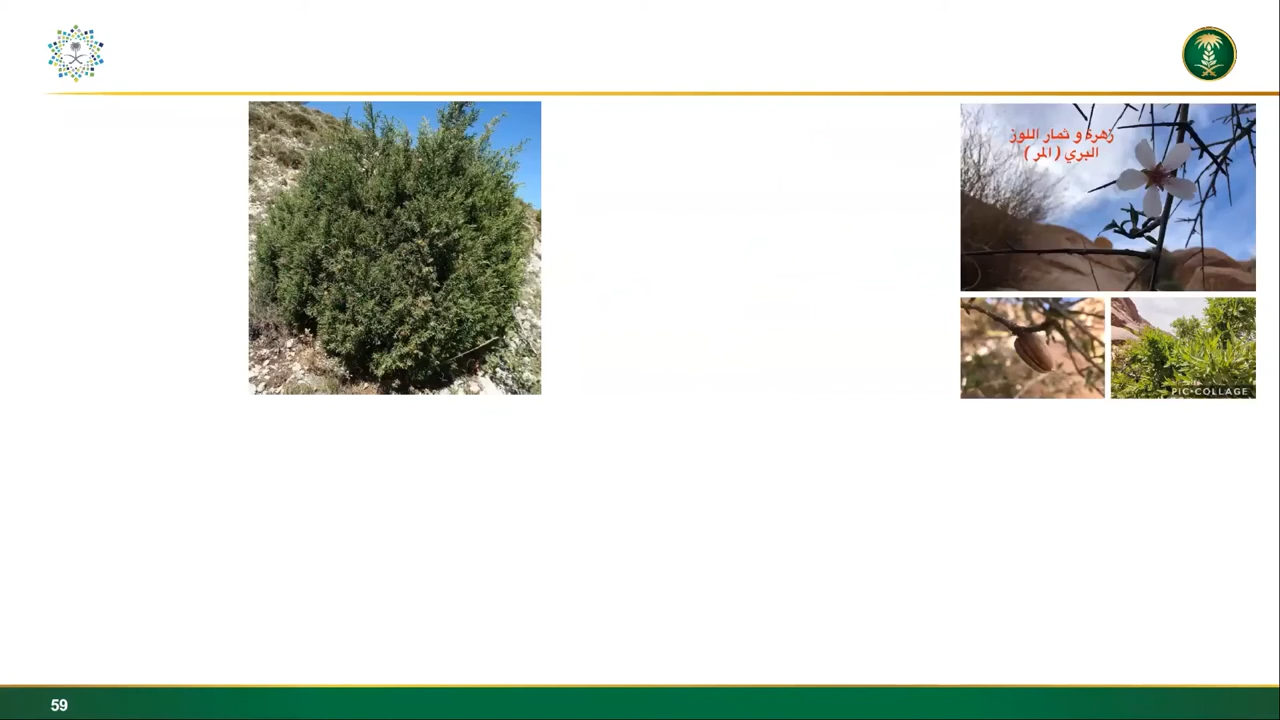 زهرة و ثمار اللوز
البري ( المر )
PIC•COLLAGE
59